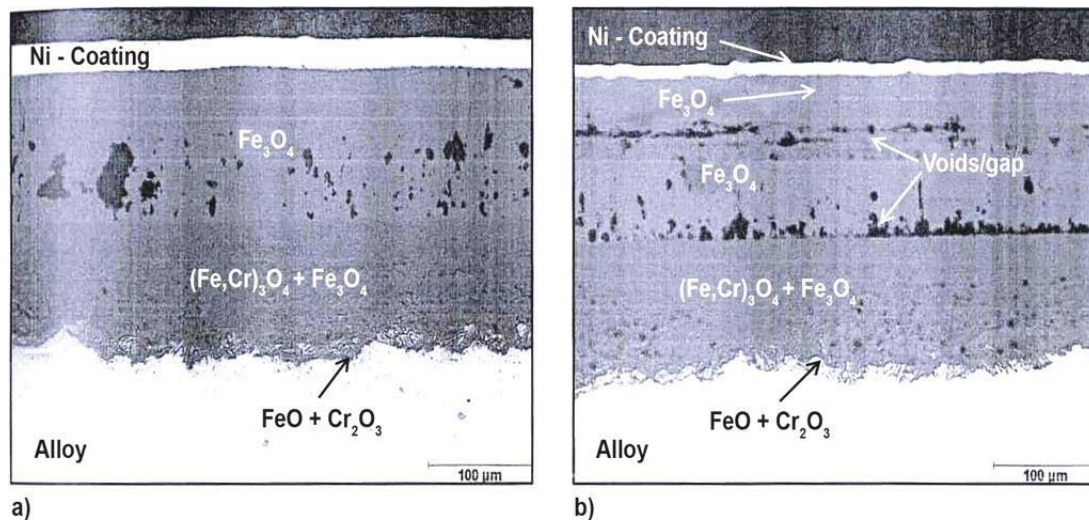 Ni - Coating
Fe₃O₄
(Fe,Cr)₃O₄ + Fe₃O₄
FeO + Cr₂O₃
Alloy
100 µm
a)
Ni - Coating
Fe₃O₄
Voids/gap
Fe₃O₄
(Fe,Cr)₃O₄ + Fe₃O₄
FeO + Cr₂O₃
Alloy
100 µm
b)